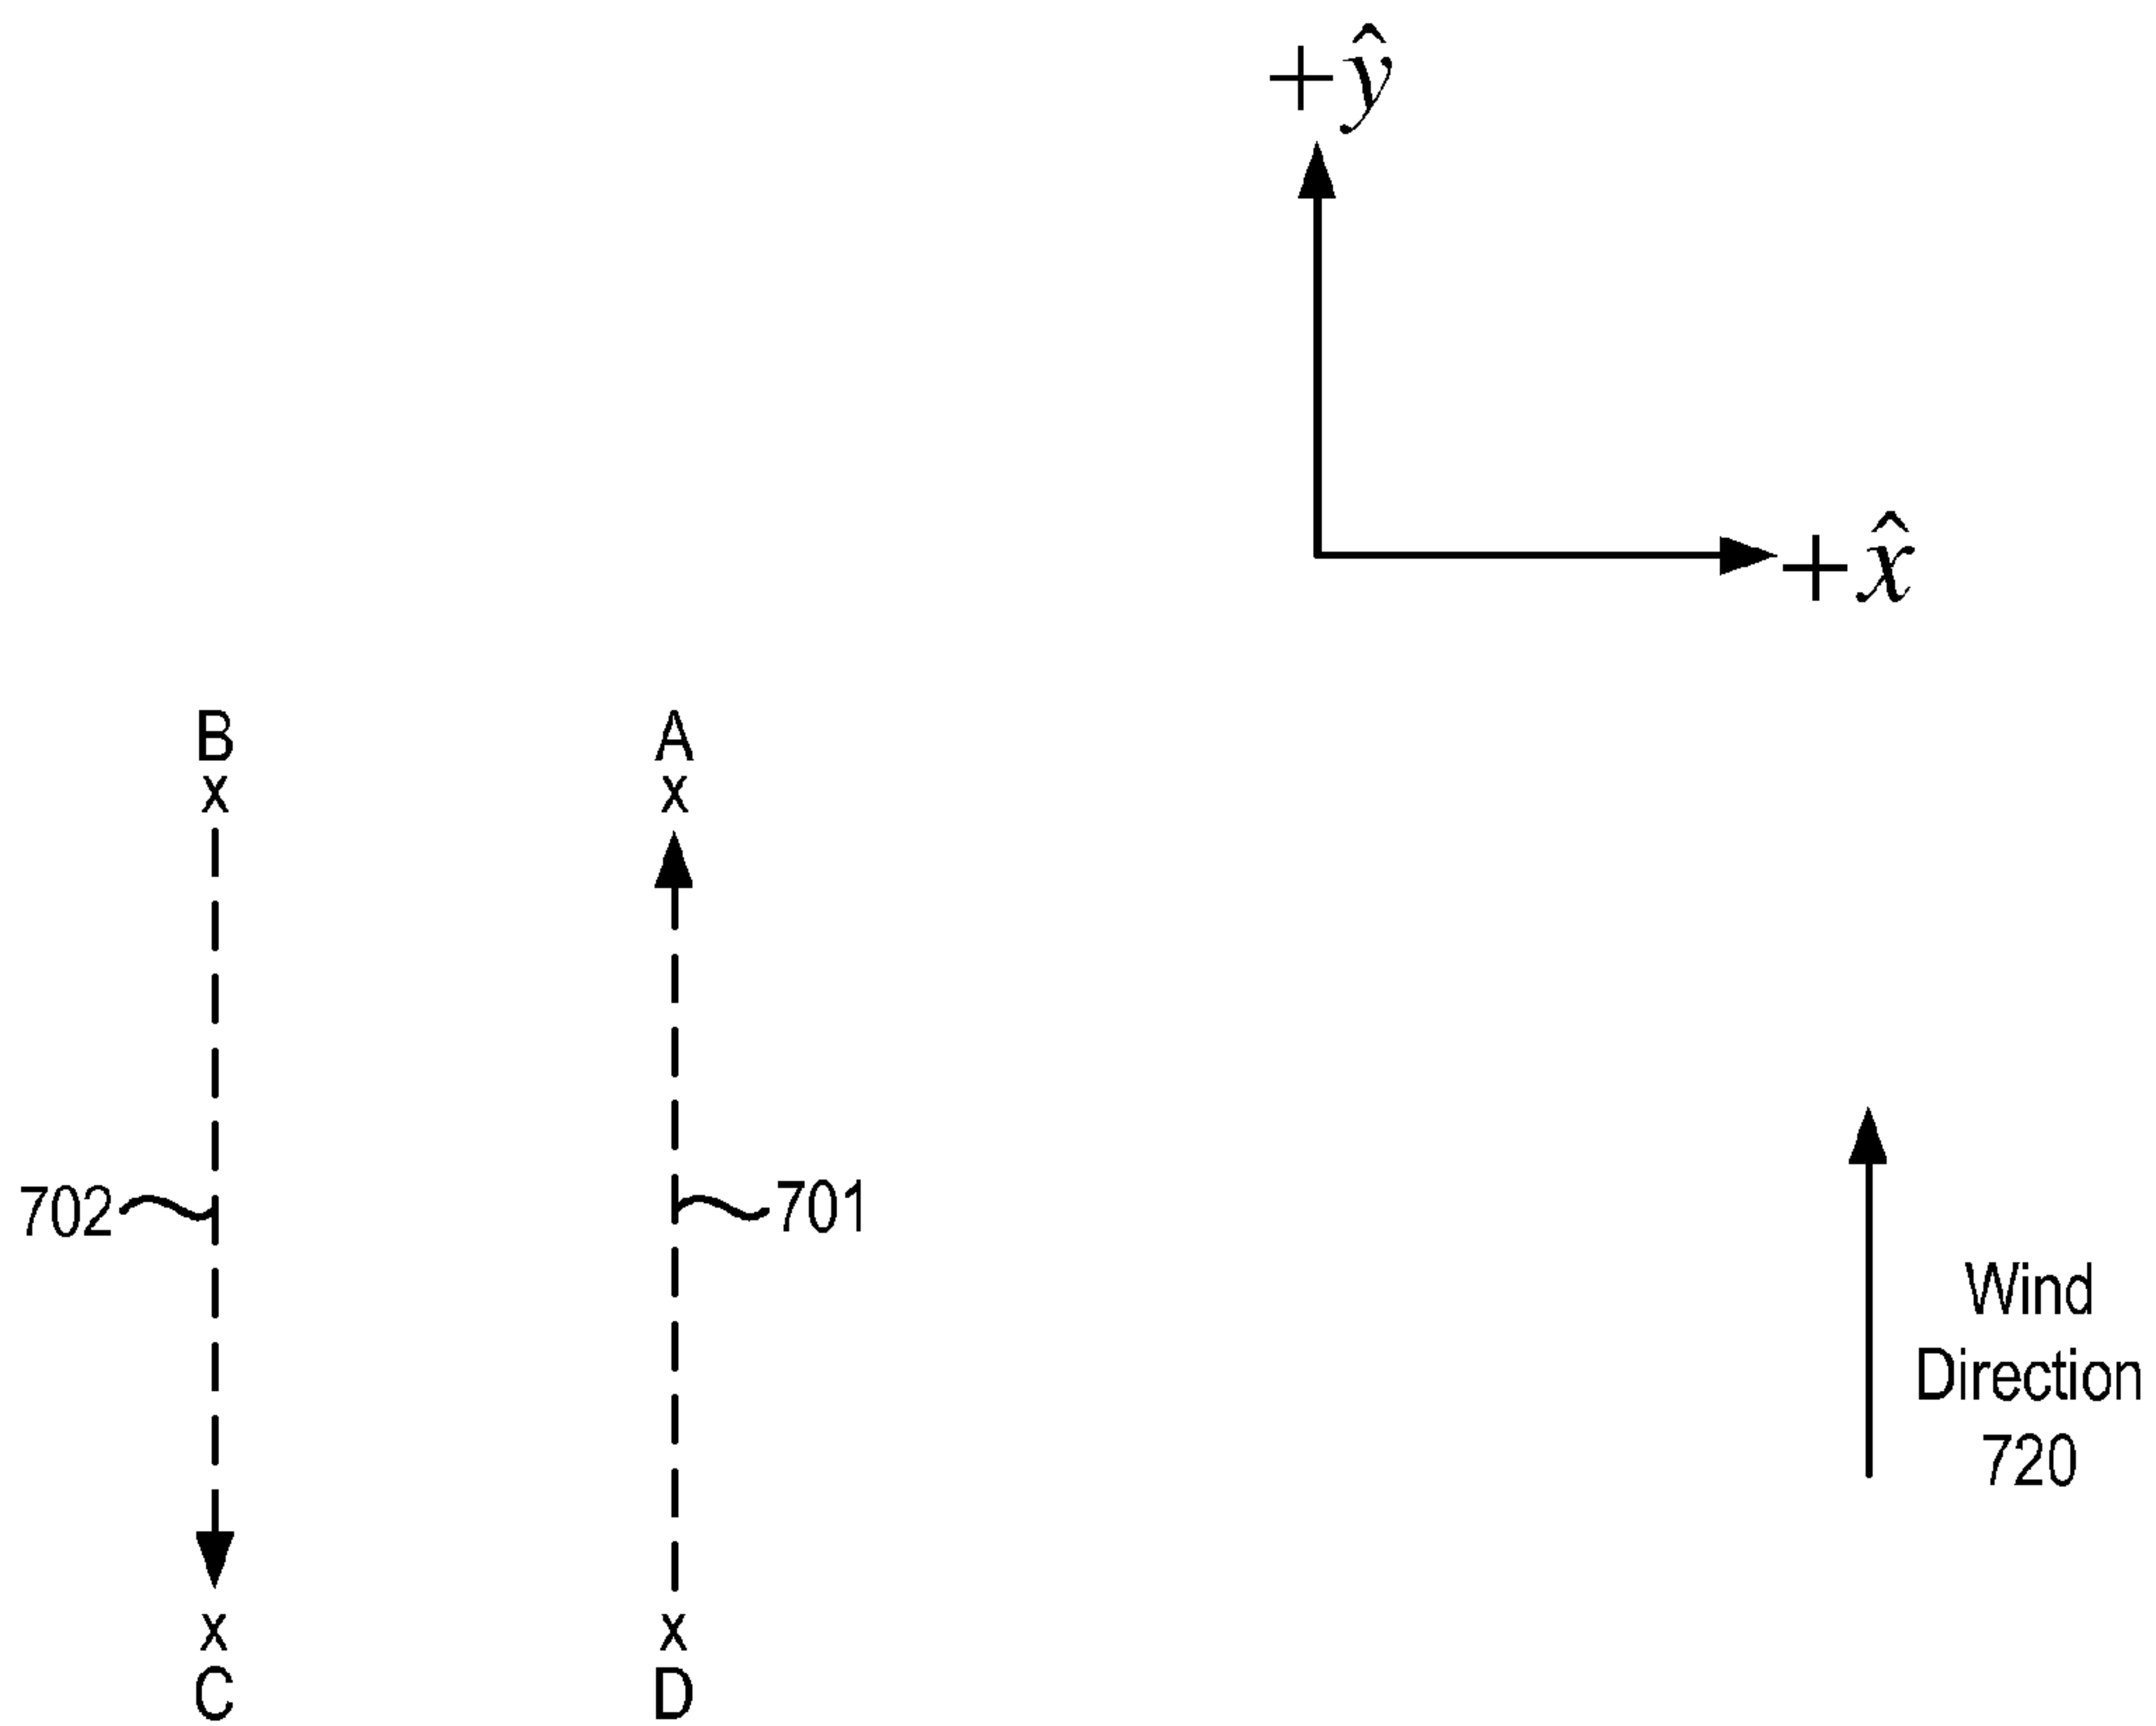 +ŷ
+x̂
B A
x x
702 701
Wind
Direction
720
x x
C D